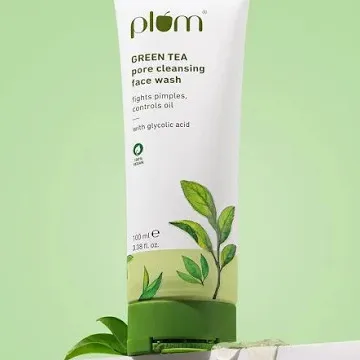 plum®
GREEN TEA
pore cleansing
face wash
fights pimples,
controls oil
with glycolic acid
100%
VEGAN
100 ml ℮
3.38 fl. oz.